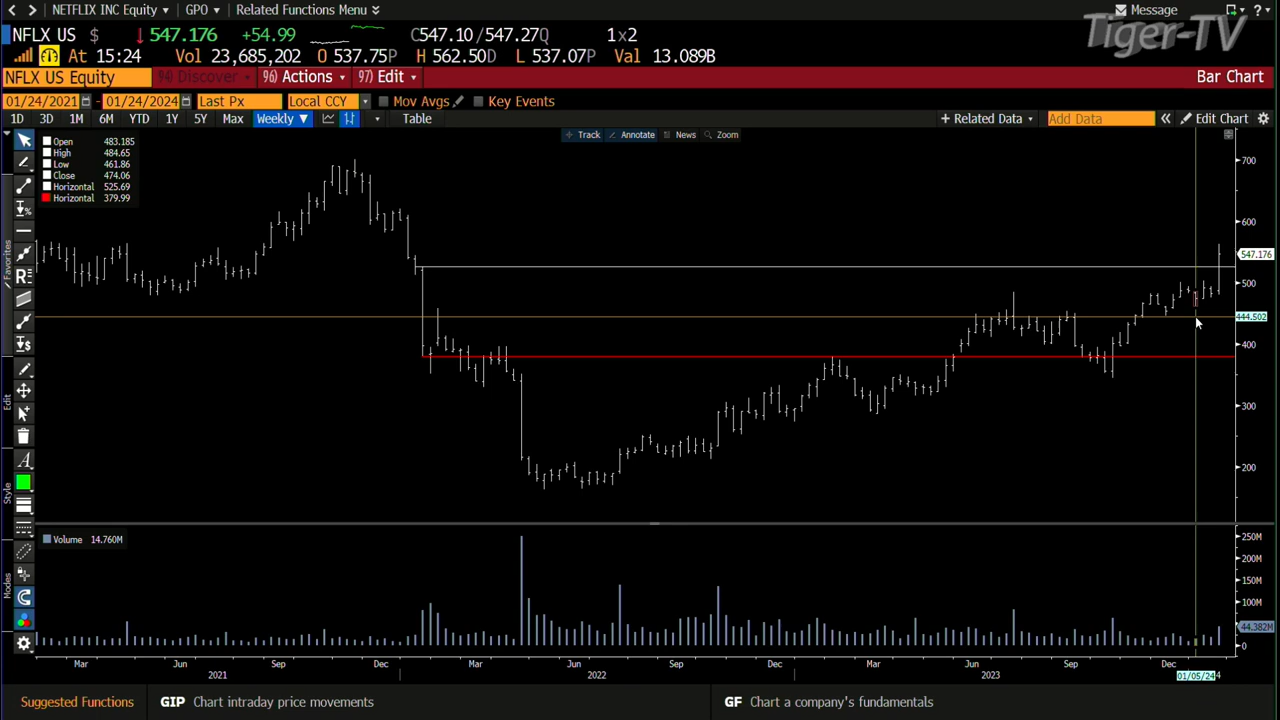 NETFLIX INC Equity GPO Related Functions Menu Message ?
NFLX US $ ↓ 547.176 +54.99 C547.10/547.27Q 1x2
Tiger-TV
At 15:24 Vol 23,685,202 O 537.75P H 562.50D L 537.07P Val 13.089B
NFLX US Equity 94) Discover 96) Actions 97) Edit Bar Chart
01/24/2021 - 01/24/2024 Last Px Local CCY Mov Avgs Key Events
1D 3D 1M 6M YTD 1Y 5Y Max Weekly ▼ Table + Related Data Add Data « Edit Chart
Track Annotate News Zoom
Open 483.185
High 484.65
Low 461.86
Close 474.06
Horizontal 525.69
Horizontal 379.99
700
600
547.176
500
444.502
400
300
200
Favorites
Edit
Style
Modes
Volume 14.760M
250M
200M
150M
100M
44.382M
0
Mar Jun Sep Dec Mar Jun Sep Dec Mar Jun Sep Dec
2021 2022 2023 01/05/24 4
Suggested Functions GIP Chart intraday price movements GF Chart a company's fundamentals